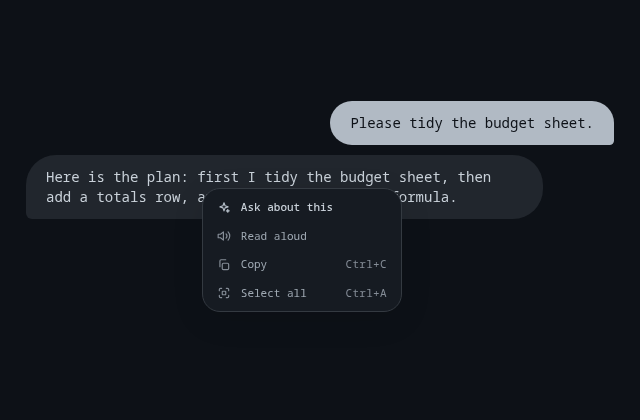 Please tidy the budget sheet.
Here is the plan: first I tidy the budget sheet, then
add a totals row, formula.
Ask about this
Read aloud
Copy Ctrl+C
Select all Ctrl+A